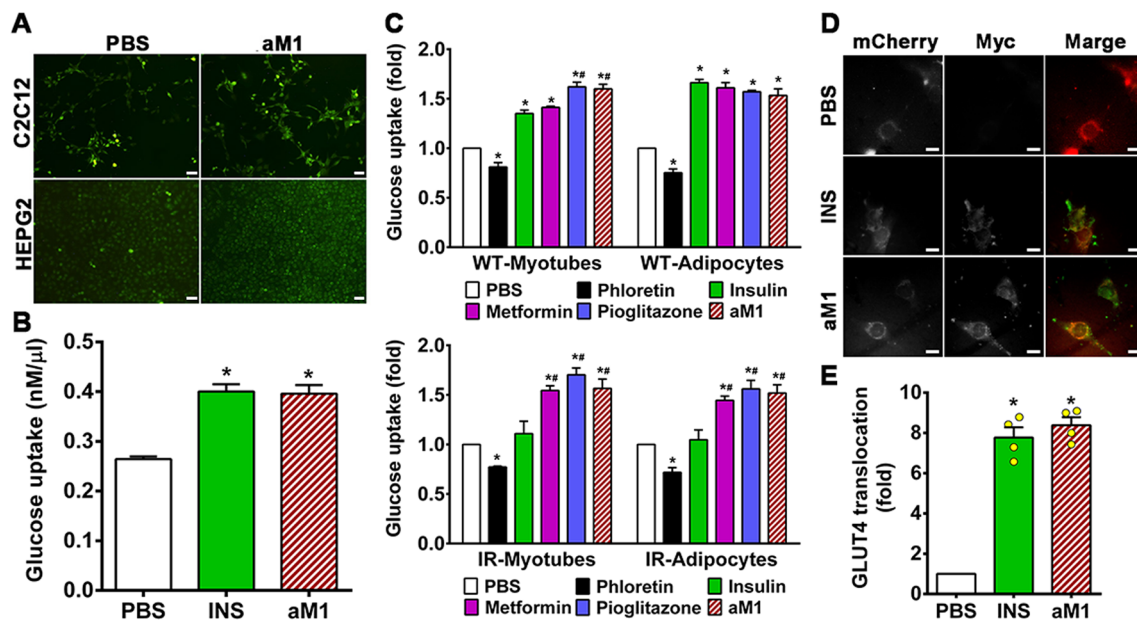 A
PBS aM1
C2C12
HEPG2
B
Glucose uptake (nM/μl)
0.5
0.4
0.3
0.2
0.1
0.0
* *
PBS INS aM1
C
Glucose uptake (fold)
2.0
1.5
1.0
0.5
0.0
* * * *# *# * * * * *
WT-Myotubes WT-Adipocytes
PBS Phloretin Insulin
Metformin Pioglitazone aM1
Glucose uptake (fold)
2.0
1.5
1.0
0.5
0.0
* *# *# *# * *# *# *#
IR-Myotubes IR-Adipocytes
PBS Phloretin Insulin
Metformin Pioglitazone aM1
D
mCherry Myc Marge
PBS
INS
aM1
E
GLUT4 translocation
(fold)
10
8
6
4
2
0
* *
PBS INS aM1